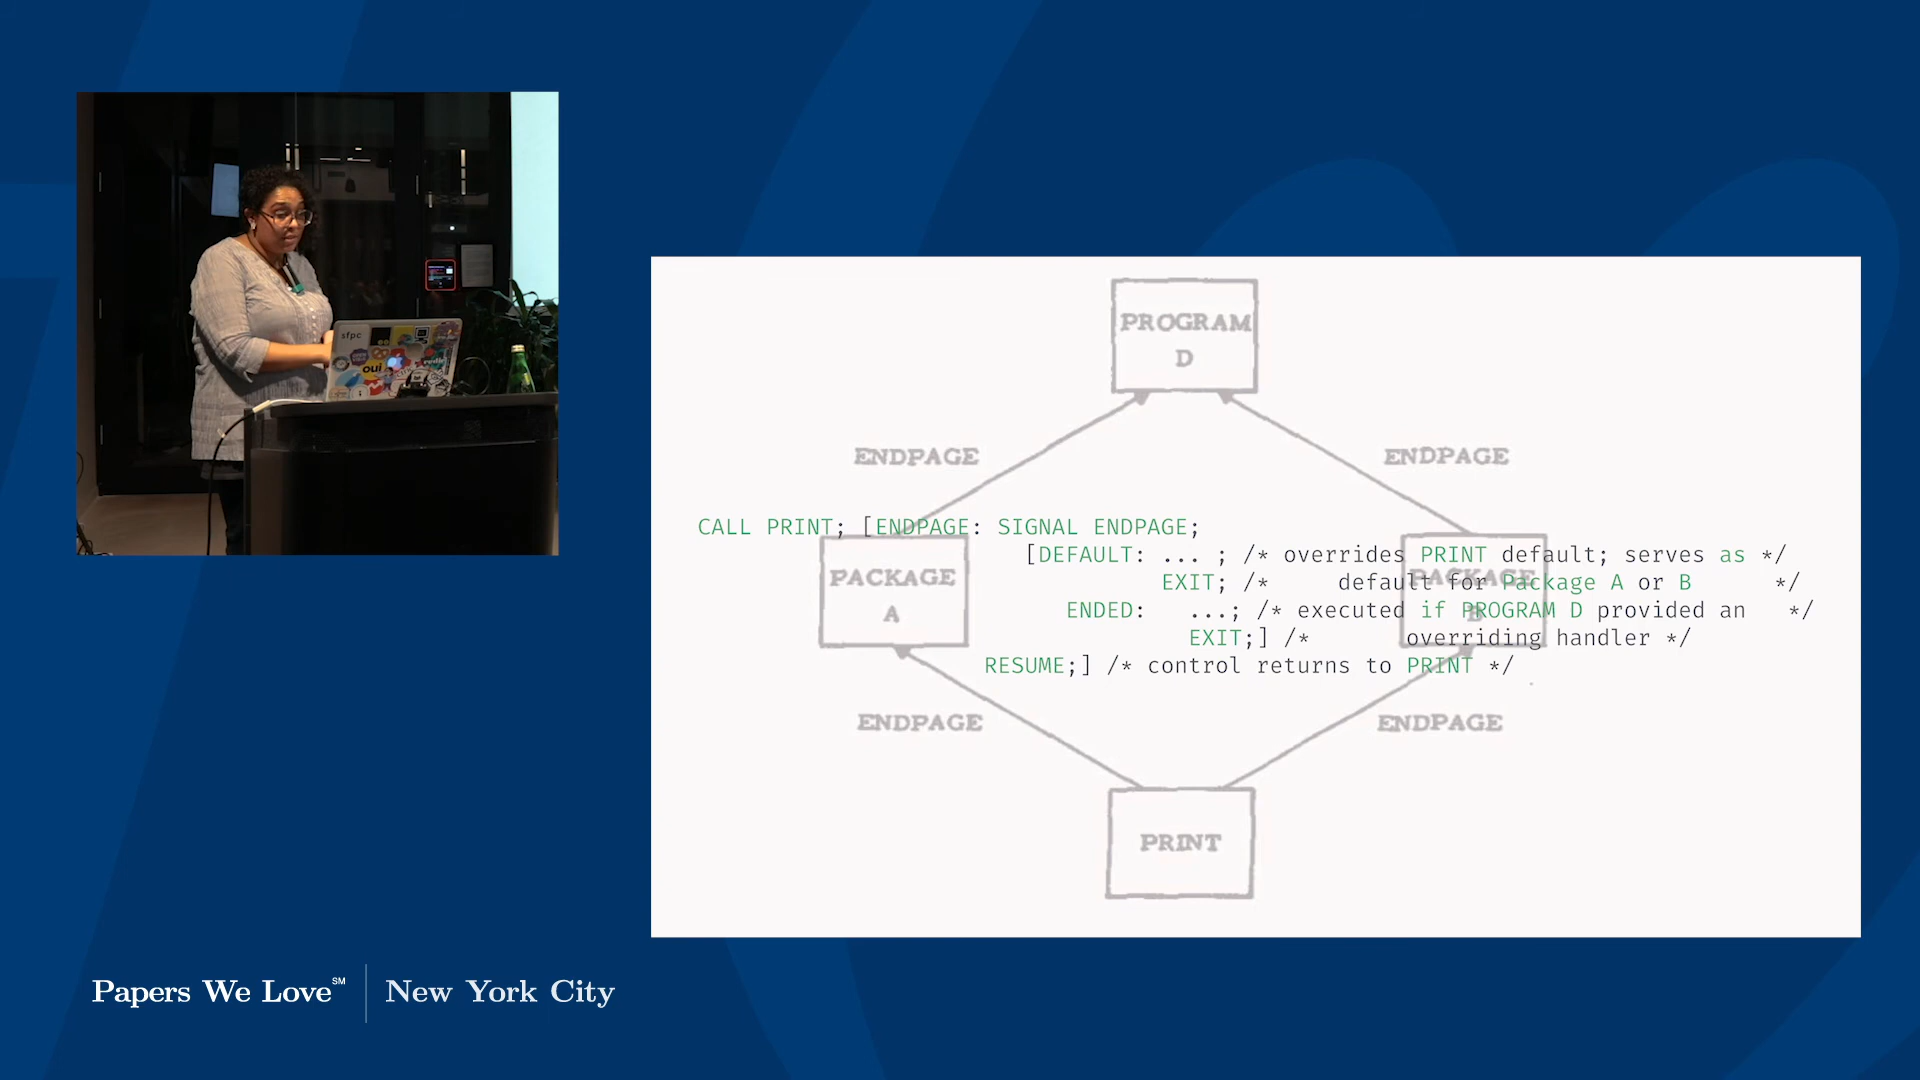 sfpc
oui
PROGRAM
D
ENDPAGE ENDPAGE
CALL PRINT; [ENDPAGE: SIGNAL ENDPAGE;
[DEFAULT: ... ; /* overrides PRINT default; serves as */
EXIT; /* default for Package A or B */
ENDED: ...; /* executed if PROGRAM D provided an */
EXIT;] /* overriding handler */
RESUME;] /* control returns to PRINT */
PACKAGE
A
PACKAGE
B
ENDPAGE ENDPAGE
PRINT
Papers We Love℠ | New York City